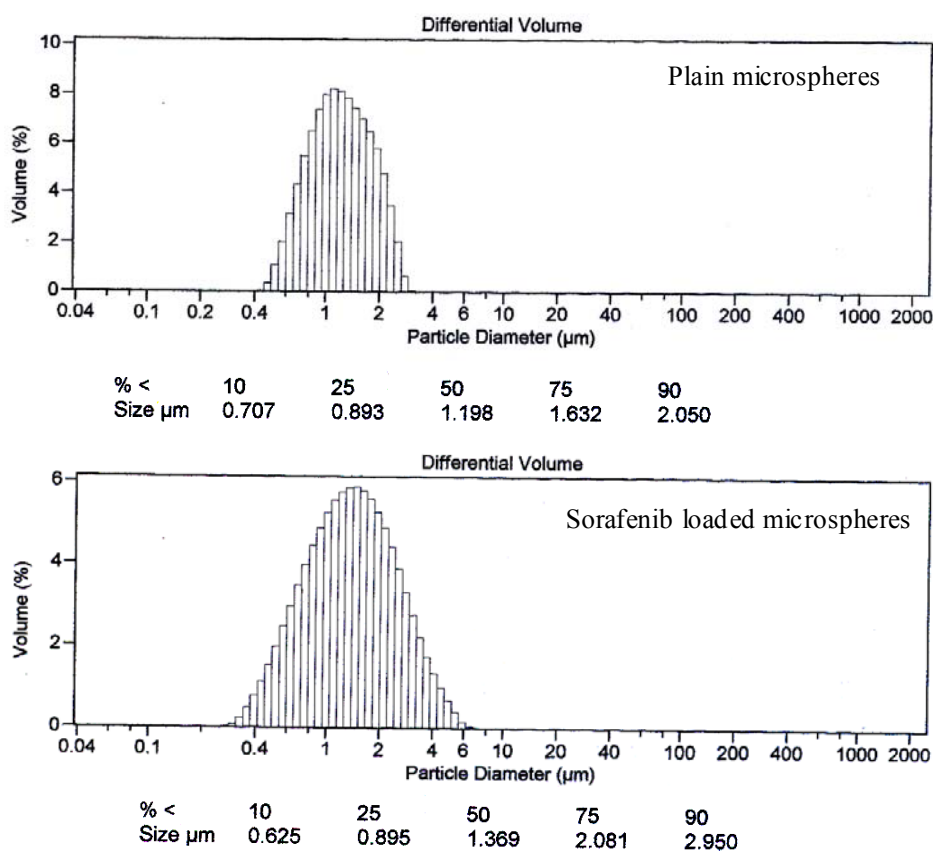 Differential Volume
Plain microspheres
10
8
6
4
2
0
Volume (%)
0.04 0.1 0.2 0.4 1 2 4 6 10 20 40 100 200 400 1000 2000
Particle Diameter (µm)
% < 10 25 50 75 90
Size µm 0.707 0.893 1.198 1.632 2.050
Differential Volume
Sorafenib loaded microspheres
6
4
2
0
Volume (%)
0.04 0.1 0.4 1 2 4 6 10 20 40 100 200 400 1000 2000
Particle Diameter (µm)
% < 10 25 50 75 90
Size µm 0.625 0.895 1.369 2.081 2.950